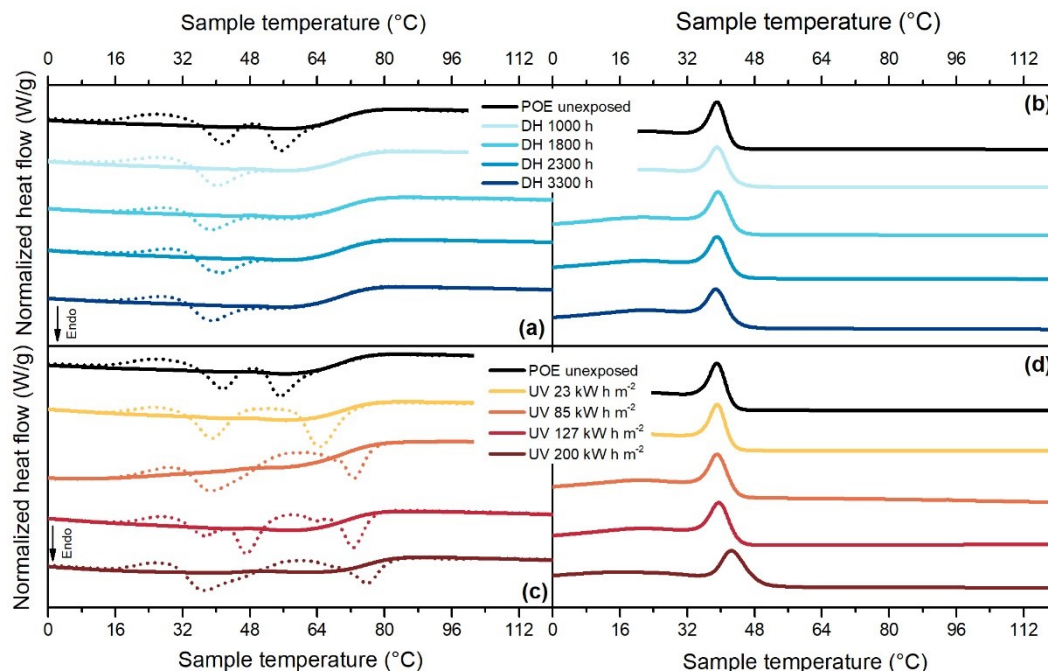 Sample temperature (°C) Sample temperature (°C)
0 16 32 48 64 80 96 112 0 16 32 48 64 80 96 112
Normalized heat flow (W/g)
POE unexposed
DH 1000 h
DH 1800 h
DH 2300 h
DH 3300 h
(b)
Endo
(a)
Normalized heat flow (W/g)
POE unexposed
UV 23 kW h m-2
UV 85 kW h m-2
UV 127 kW h m-2
UV 200 kW h m-2
(d)
Endo
(c)
0 16 32 48 64 80 96 112 0 16 32 48 64 80 96 112
Sample temperature (°C) Sample temperature (°C)